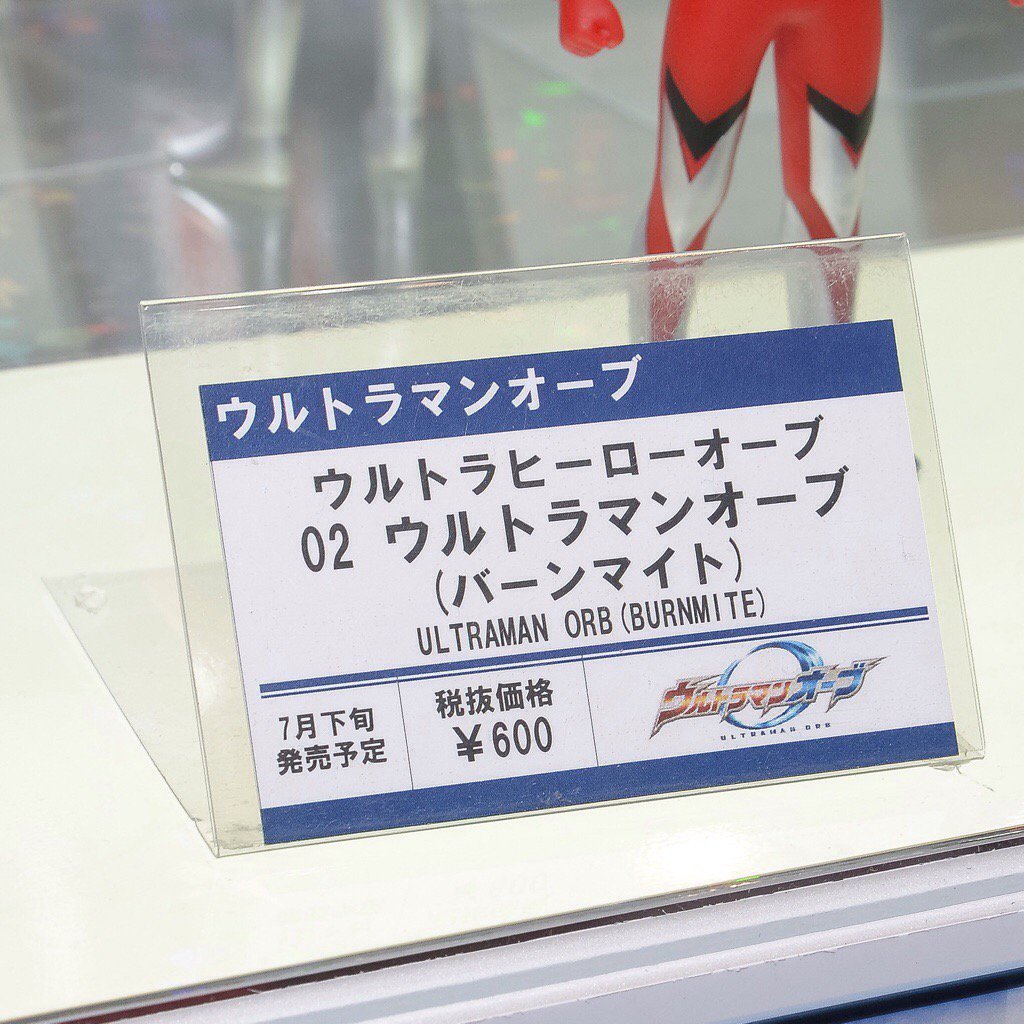 ウルトラマンオーブ
ウルトラヒーローオーブ
02 ウルトラマンオーブ
(バーンマイト)
ULTRAMAN ORB(BURNMITE)
7月下旬
発売予定
税抜価格
¥600
ウルトラマンオーブ
ULTRAMAN ORB